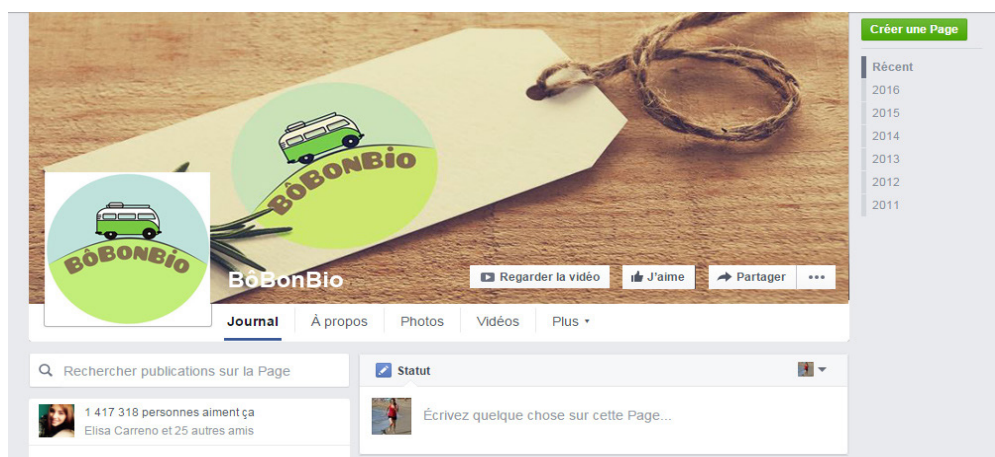 Créer une Page
Récent
2016
2015
2014
2013
2012
2011
BôBonBio
BôBonBio
BôBonBio
Regarder la vidéo
J'aime
Partager
Journal
À propos
Photos
Vidéos
Plus
Rechercher publications sur la Page
Statut
1 417 318 personnes aiment ça
Elisa Carreno et 25 autres amis
Écrivez quelque chose sur cette Page...